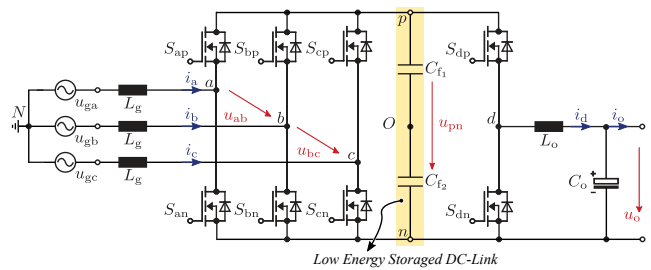 p
S_ap S_bp S_cp S_dp
C_f1
a
i_a
N u_ga L_g
u_ab
b
i_b
u_gb L_g
u_bc
O
u_pn
d
i_d i_o
L_o
c
i_c
u_gc L_g
C_f2
S_an S_bn S_cn S_dn
C_o
+
-
u_o
n
Low Energy Storaged DC-Link